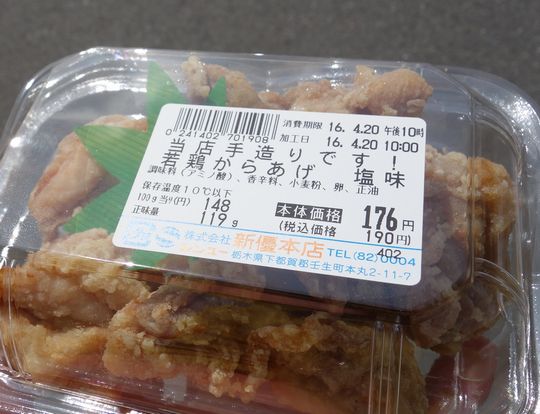 消費期限 16. 4.20 午後10時
0 241402 701908
加工日 16. 4.20 10:00
当店手造りです!
若鶏からあげ 塩味
調味料(アミノ酸)、香辛料、小麦粉、卵、正油
保存温度10℃以下
100g当り(円) 148
正味量 119g
本体価格 176円
(税込価格 190円)
402
株式会社 新優本店 TEL(82)0004
シンユー
栃木県下都賀郡壬生町本丸2-11-7